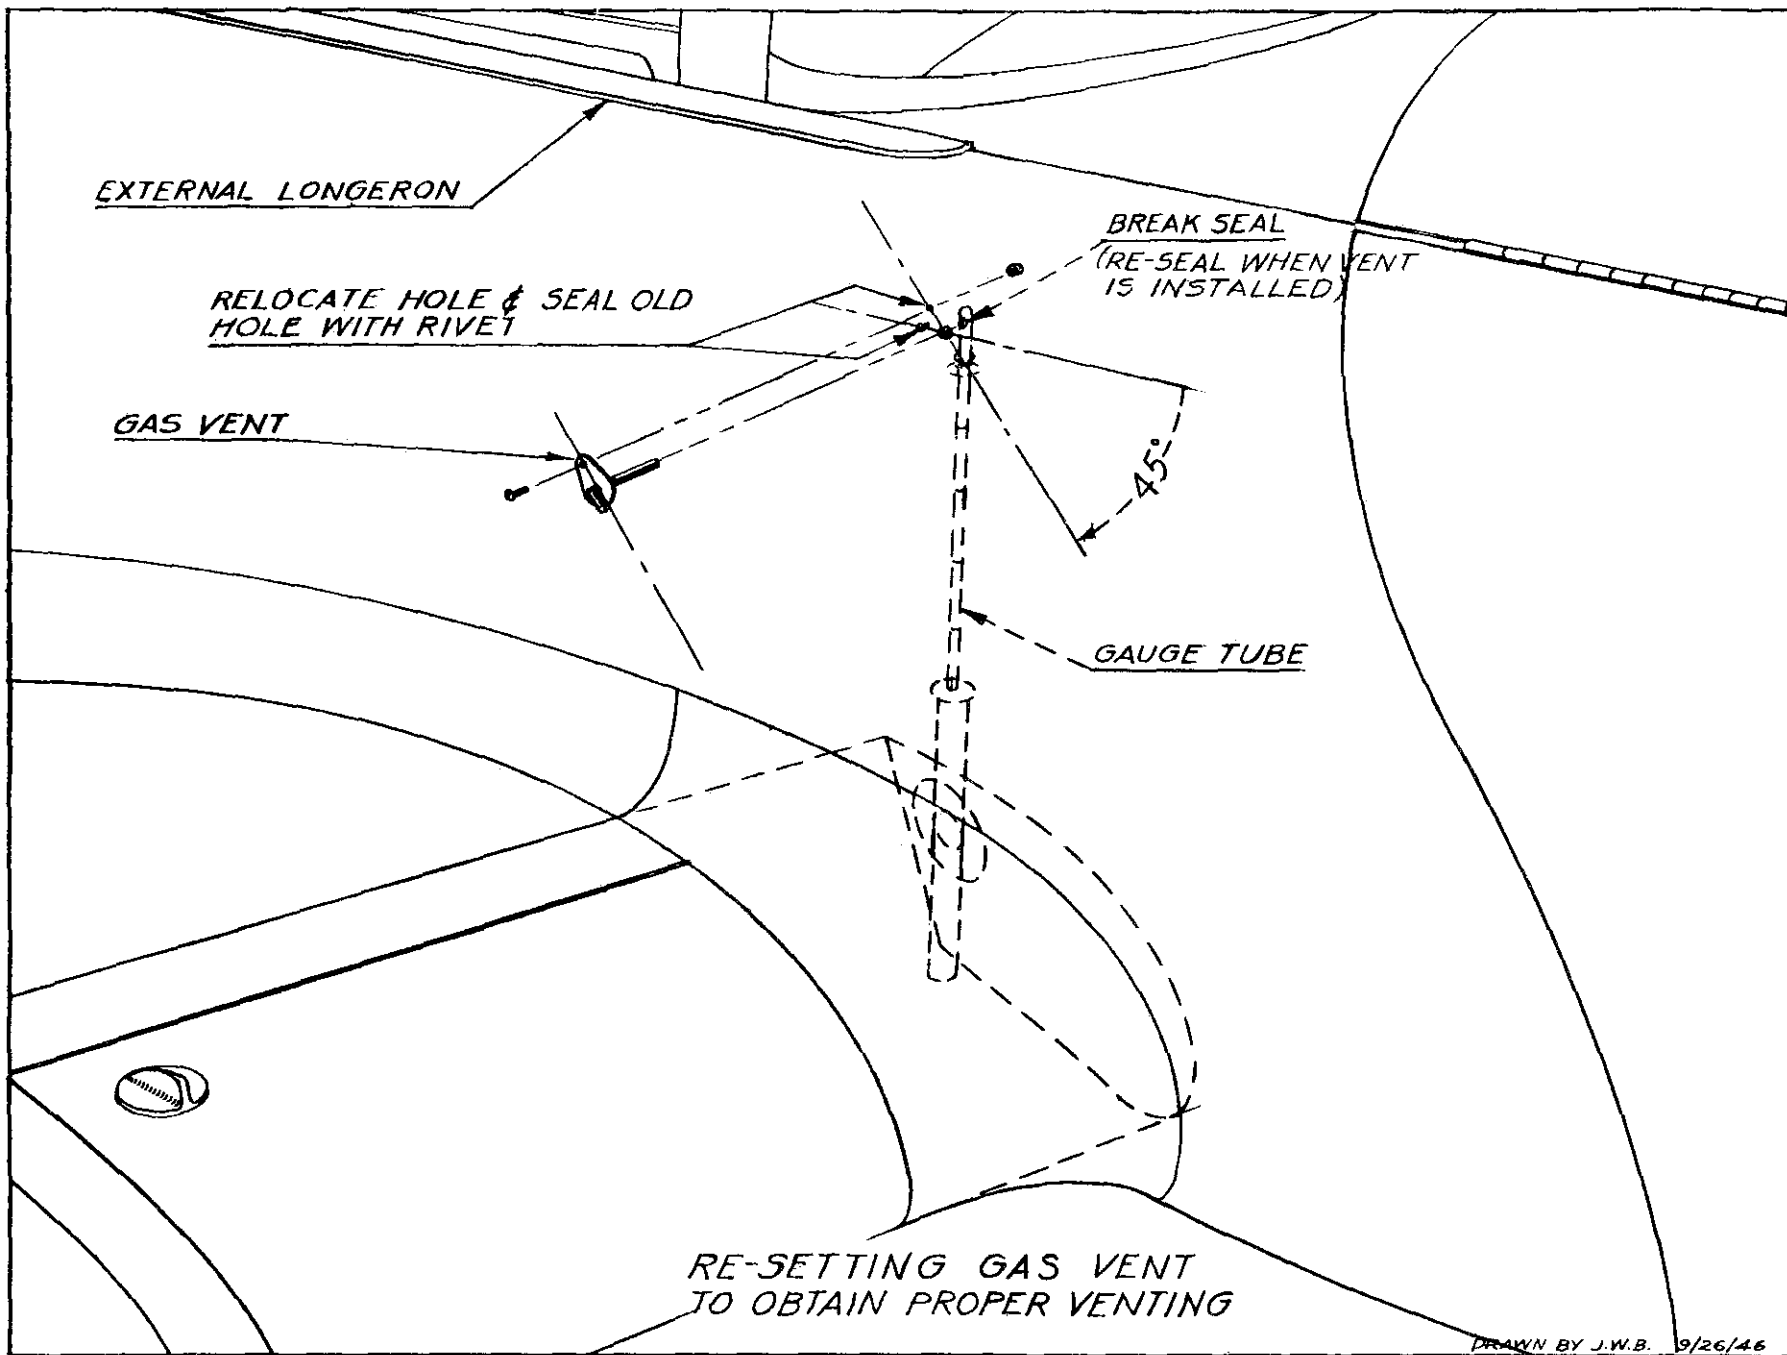 EXTERNAL LONGERON
BREAK SEAL
(RE-SEAL WHEN VENT
IS INSTALLED)
RELOCATE HOLE & SEAL OLD
HOLE WITH RIVET
GAS VENT
45°
GAUGE TUBE
RE-SETTING GAS VENT
TO OBTAIN PROPER VENTING
DRAWN BY J.W.B. 9/26/46